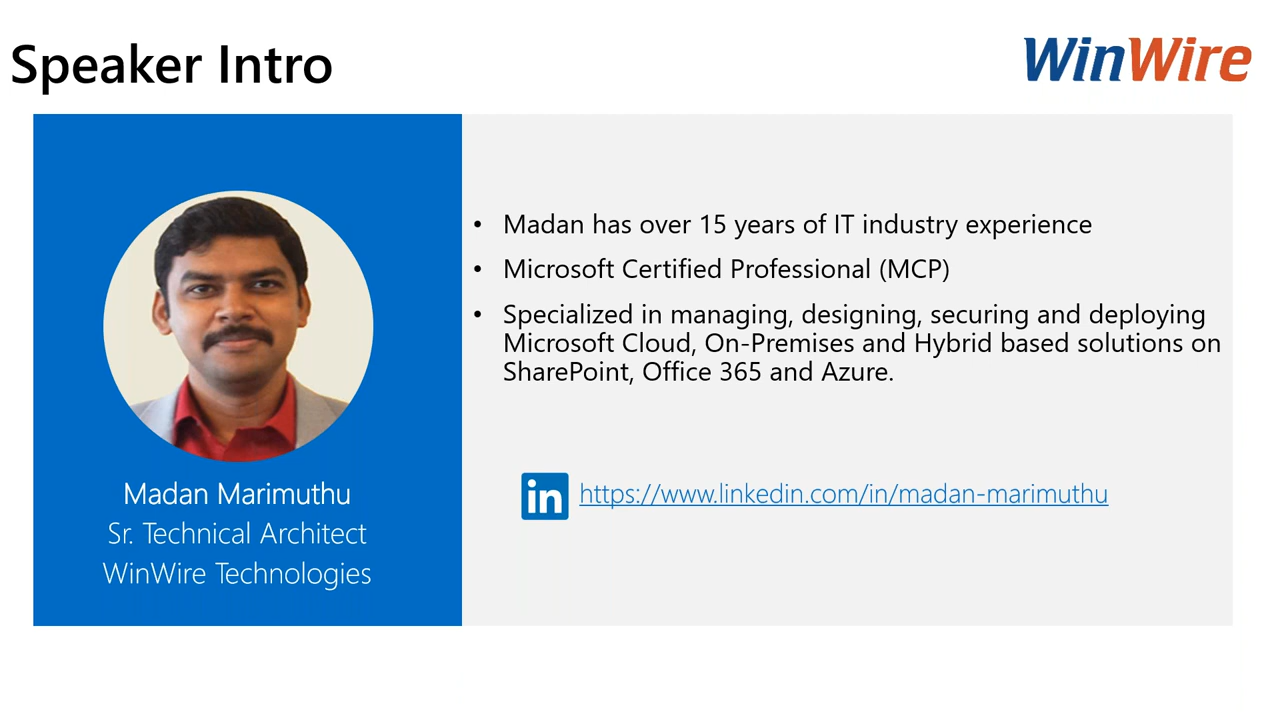 Speaker Intro
WinWire
• Madan has over 15 years of IT industry experience
• Microsoft Certified Professional (MCP)
• Specialized in managing, designing, securing and deploying
Microsoft Cloud, On-Premises and Hybrid based solutions on
SharePoint, Office 365 and Azure.
in https://www.linkedin.com/in/madan-marimuthu
Madan Marimuthu
Sr. Technical Architect
WinWire Technologies